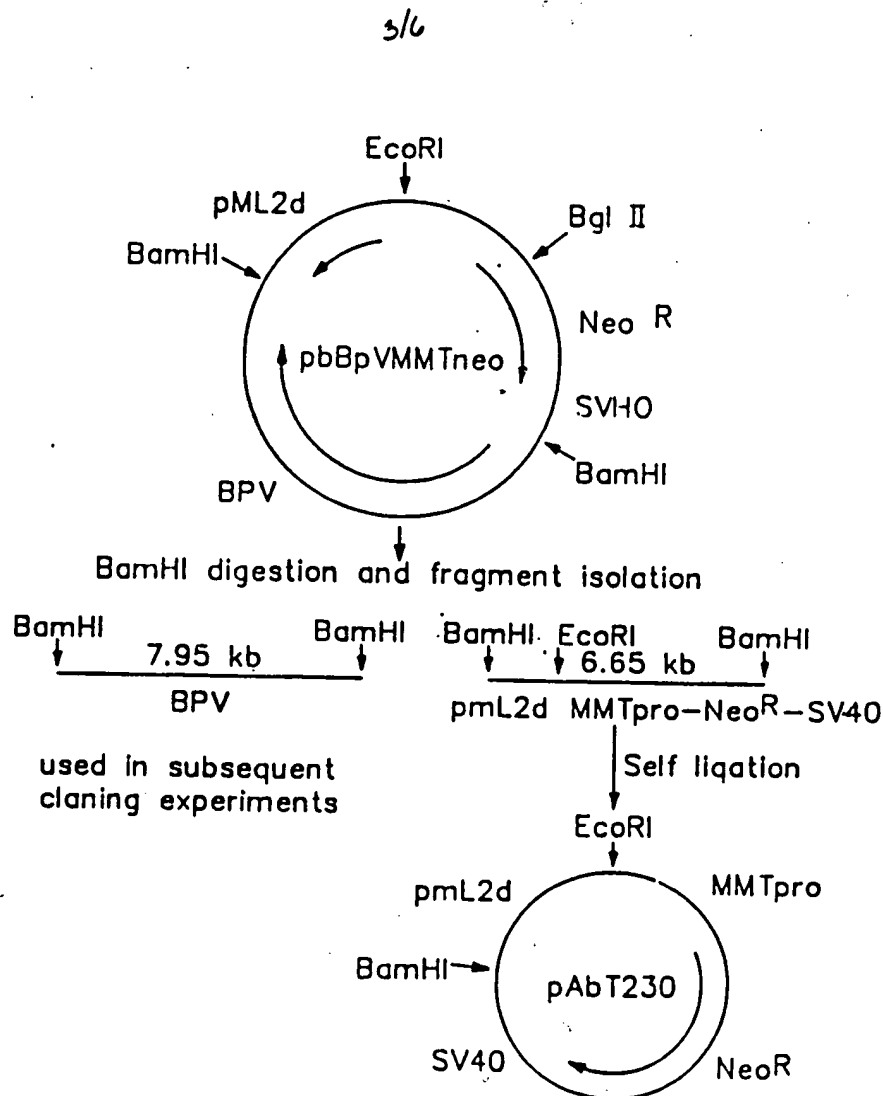 3/6
EcoRI
pML2d
Bgl II
BamHI
Neo R
pbBpVMMTneo
SVHO
BamHI
BPV
BamHI digestion and fragment isolation
BamHI BamHI BamHI EcoRI BamHI
7.95 kb 6.65 kb
BPV
pmL2d MMTpro-NeoR-SV40
used in subsequent
claning experiments
Self liqation
EcoRI
pmL2d
MMTpro
BamHI
pAbT230
SV40
NeoR